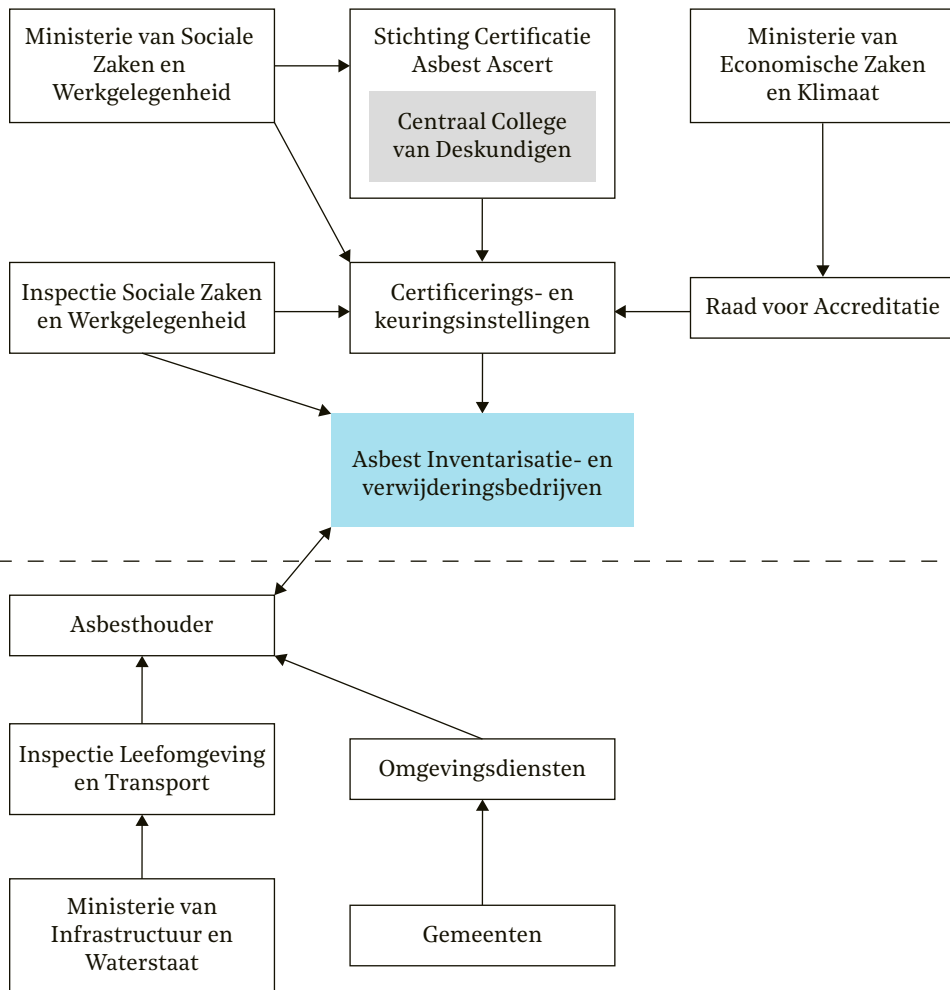 Ministerie van Sociale
Zaken en
Werkgelegenheid
Stichting Certificatie
Asbest Ascert
Centraal College
van Deskundigen
Ministerie van
Economische Zaken
en Klimaat
Inspectie Sociale Zaken
en Werkgelegenheid
Certificerings- en
keuringsinstellingen
Raad voor Accreditatie
Asbest Inventarisatie- en
verwijderingsbedrijven
Asbesthouder
Inspectie Leefomgeving
en Transport
Omgevingsdiensten
Ministerie van
Infrastructuur en
Waterstaat
Gemeenten